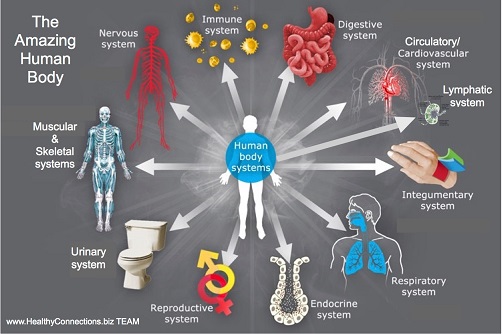 The
Amazing
Human
Body
Nervous
system
Immune
system
Digestive
system
Circulatory/
Cardiovascular
system
Lymphatic
system
Muscular
&
Skeletal
systems
Human
body
systems
Integumentary
system
Urinary
system
Reproductive
system
Endocrine
system
Respiratory
system
www.HealthyConnections.biz TEAM